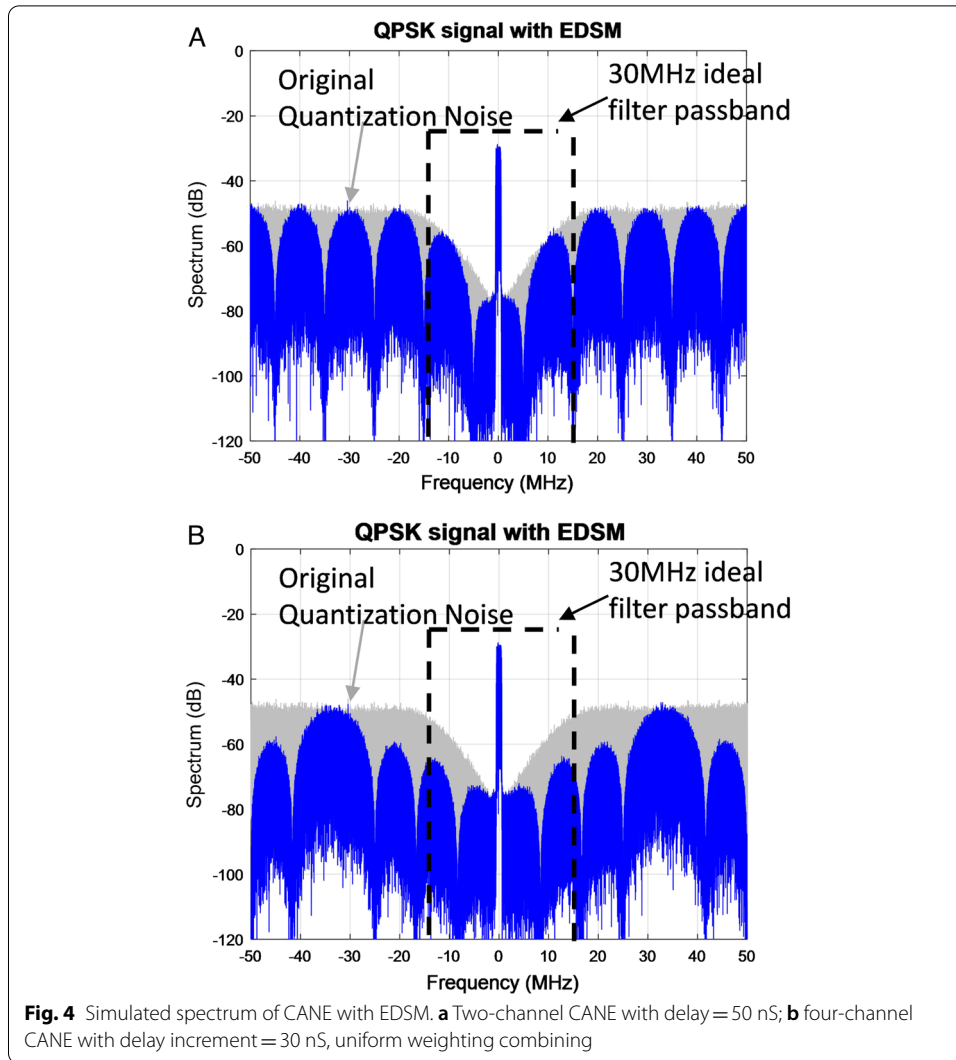 A
QPSK signal with EDSM
Original
Quantization Noise
30MHz ideal
filter passband
Spectrum (dB)
0
-20
-40
-60
-80
-100
-120
-50 -40 -30 -20 -10 0 10 20 30 40 50
Frequency (MHz)
B
QPSK signal with EDSM
Original
Quantization Noise
30MHz ideal
filter passband
Spectrum (dB)
0
-20
-40
-60
-80
-100
-120
-50 -40 -30 -20 -10 0 10 20 30 40 50
Frequency (MHz)
Fig. 4 Simulated spectrum of CANE with EDSM. a Two-channel CANE with delay = 50 nS; b four-channel
CANE with delay increment = 30 nS, uniform weighting combining